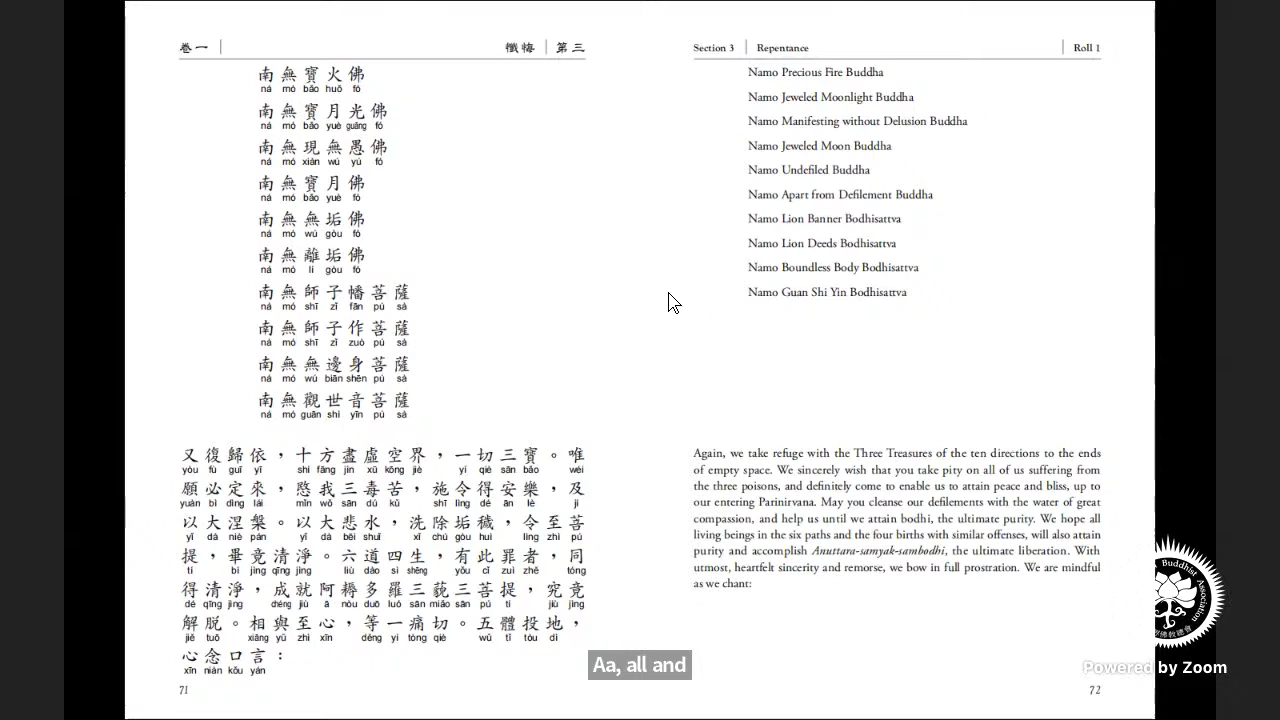 卷一
懺悔
第三
南無寶火佛
ná mó bǎo huǒ fó
南無寶月光佛
ná mó bǎo yuè guāng fó
南無現無愚佛
ná mó xiàn wú yú fó
南無寶月佛
ná mó bǎo yuè fó
南無無垢佛
ná mó wú gòu fó
南無離垢佛
ná mó lí gòu fó
南無師子幡菩薩
ná mó shī zǐ fān pú sà
南無師子作菩薩
ná mó shī zǐ zuò pú sà
南無無邊身菩薩
ná mó wú biān shēn pú sà
南無觀世音菩薩
ná mó guān shì yīn pú sà
又復歸依,十方盡虛空界,一切三寶。唯
yòu fù guī yī shí fāng jìn xū kōng jiè yí qiè sān bǎo wéi
願必定來,愍我三毒苦,施令得安樂,及
yuàn bì dìng lái mǐn wǒ sān dú kǔ shī lìng dé ān lè jí
以大涅槃。以大悲水,洗除垢穢,令至菩
yǐ dà niè pán yǐ dà bēi shuǐ xǐ chú gòu huì lìng zhì pú
提,畢竟清淨。六道四生,有此罪者,同
tí bì jìng qīng jìng liù dào sì shēng yǒu cǐ zuì zhě tóng
得清淨,成就阿耨多羅三藐三菩提,究竟
dé qīng jìng chéng jiù ā nòu duō luó sān miǎo sān pú tí jiù jìng
解脫。相與至心,等一痛切。五體投地,
jiě tuō xiāng yǔ zhì xīn děng yí tòng qiè wǔ tǐ tóu dì
心念口言:
xīn niàn kǒu yán
71
Section 3
Repentance
Roll 1
Namo Precious Fire Buddha
Namo Jeweled Moonlight Buddha
Namo Manifesting without Delusion Buddha
Namo Jeweled Moon Buddha
Namo Undefiled Buddha
Namo Apart from Defilement Buddha
Namo Lion Banner Bodhisattva
Namo Lion Deeds Bodhisattva
Namo Boundless Body Bodhisattva
Namo Guan Shi Yin Bodhisattva
Again, we take refuge with the Three Treasures of the ten directions to the ends
of empty space. We sincerely wish that you take pity on all of us suffering from
the three poisons, and definitely come to enable us to attain peace and bliss, up to
our entering Parinirvana. May you cleanse our defilements with the water of great
compassion, and help us until we attain bodhi, the ultimate purity. We hope all
living beings in the six paths and the four births with similar offenses, will also attain
purity and accomplish Anuttara-samyak-sambodhi, the ultimate liberation. With
utmost, heartfelt sincerity and remorse, we bow in full prostration. We are mindful
as we chant:
72
Aa, all and
Buddhist
Association
Powered by Zoom